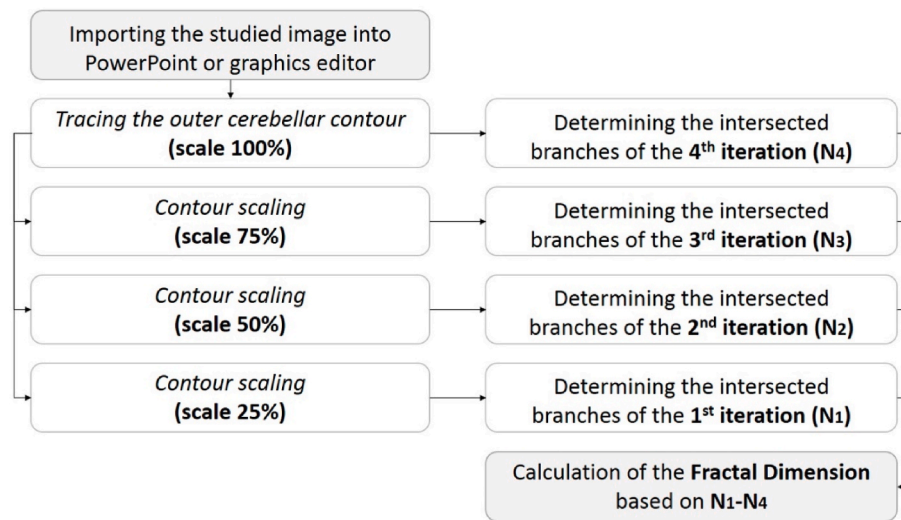 Importing the studied image into
PowerPoint or graphics editor
Tracing the outer cerebellar contour
(scale 100%)
Determining the intersected
branches of the 4th iteration (N4)
Contour scaling
(scale 75%)
Determining the intersected
branches of the 3rd iteration (N3)
Contour scaling
(scale 50%)
Determining the intersected
branches of the 2nd iteration (N2)
Contour scaling
(scale 25%)
Determining the intersected
branches of the 1st iteration (N1)
Calculation of the Fractal Dimension
based on N1-N4